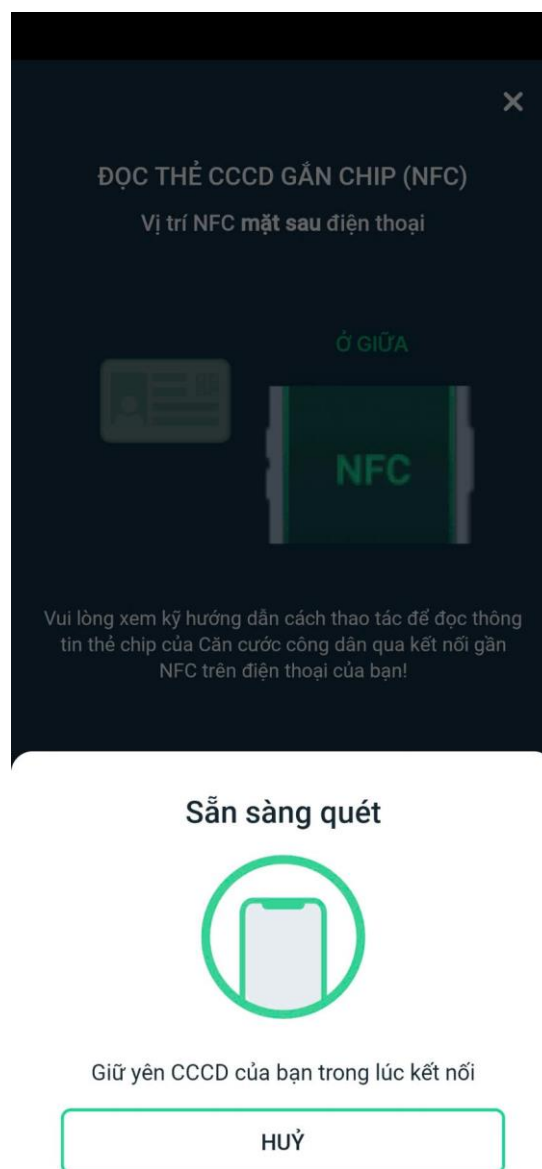 ĐỌC THẺ CCCD GẮN CHIP (NFC)
Vị trí NFC mặt sau điện thoại
Ở GIỮA
NFC
Vui lòng xem kỹ hướng dẫn cách thao tác để đọc thông
tin thẻ chip của Căn cước công dân qua kết nối gần
NFC trên điện thoại của bạn!
Sẵn sàng quét
Giữ yên CCCD của bạn trong lúc kết nối
HUỶ